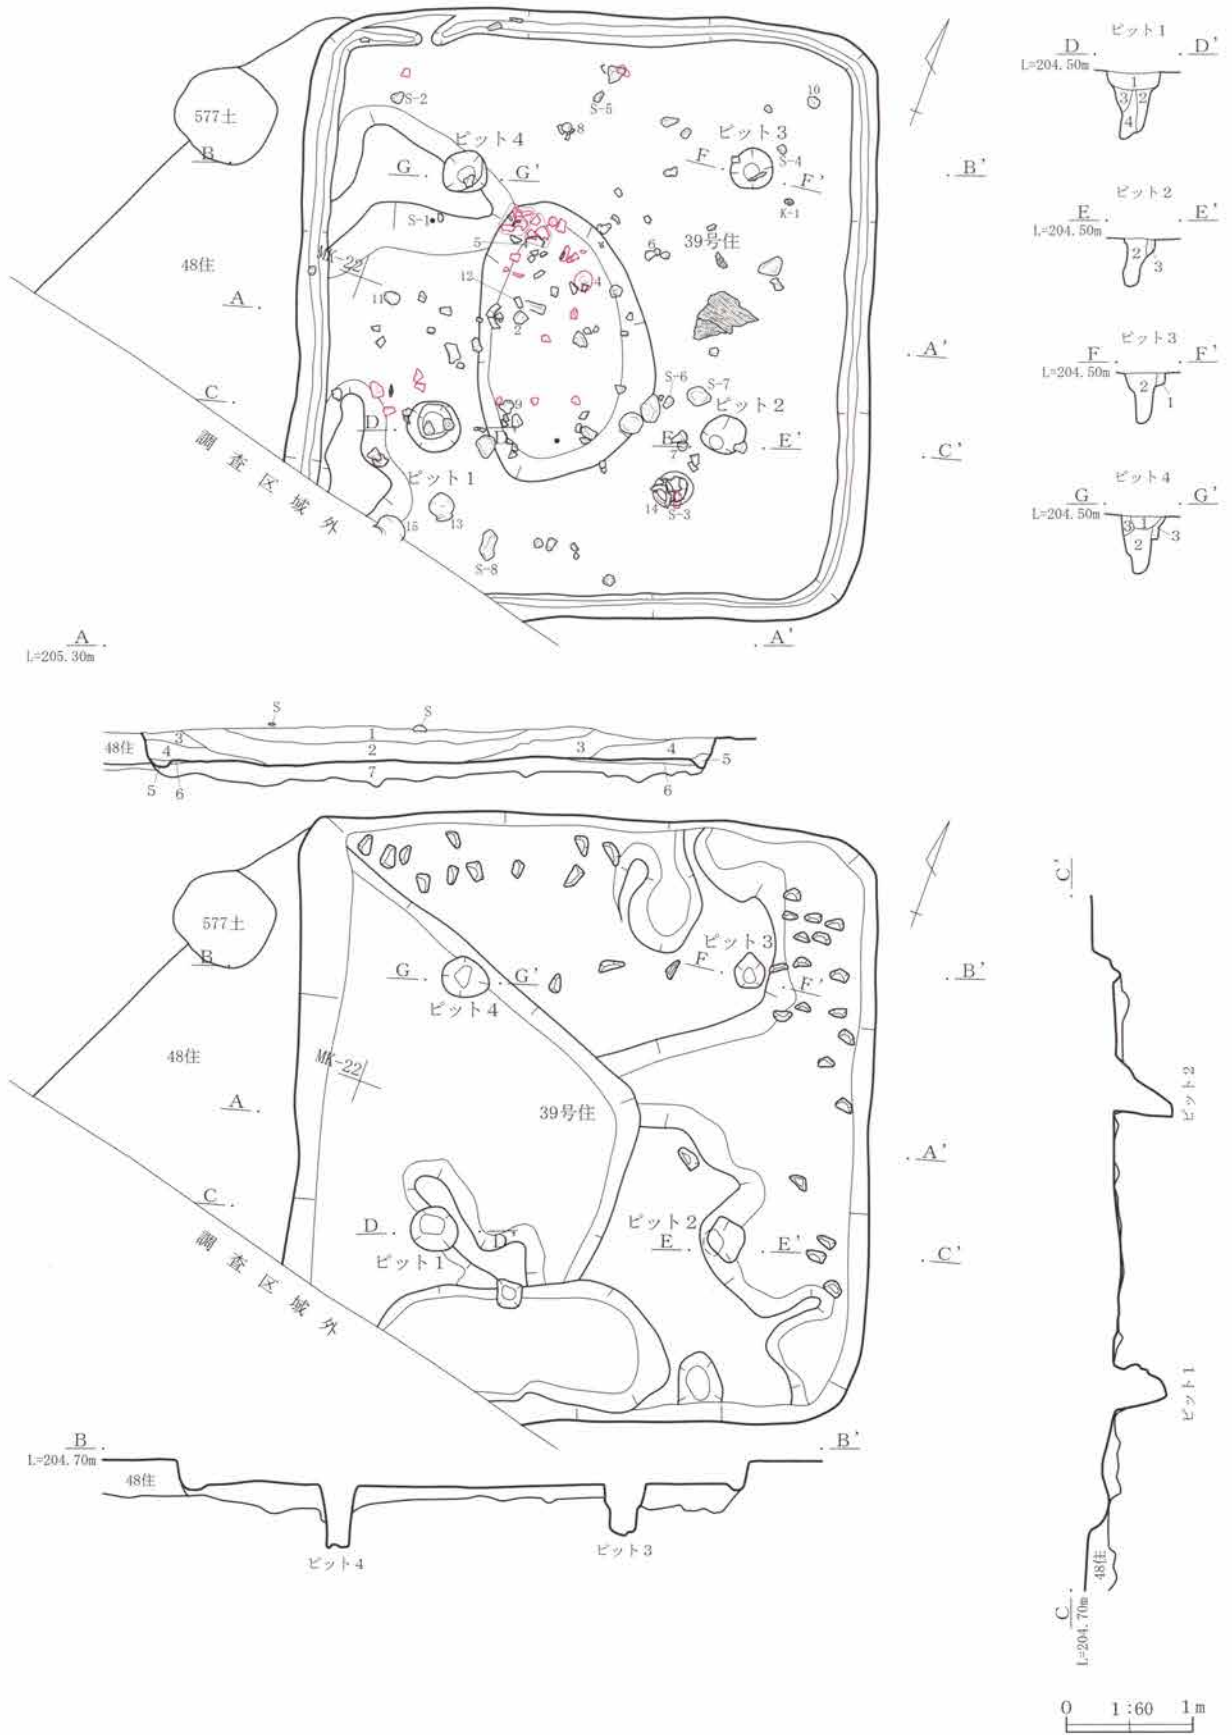 577土
B
48住
A
C
調査区域外
MK-22
S-2
ピット4
G
G'
S-1
5
12
11
2
8
S-5
10
ピット3
F
F'
S-4
K-1
B'
6
39号住
4
A'
D
9
ピット1
13
15
S-8
S-6
S-7
ピット2
E
E'
7
14
S-3
C'
ピット1
D
D'
L=204.50m
1
3
2
4
ピット2
E
E'
L=204.50m
2
3
ピット3
F
F'
L=204.50m
2
1
ピット4
G
G'
L=204.50m
3
1
3
2
A
A'
L=205.30m
S
S
48住
3
1
4
2
3
4
5
7
5
6
6
577土
B
48住
A
C
調査区域外
MK-22
G
G'
ピット4
ピット3
F
F'
B'
39号住
A'
D
D'
ピット1
ピット2
E
E'
C'
B
B'
L=204.70m
48住
ピット4
ピット3
C'
ピット2
ピット1
48住
C
L=204.70m
0 1:60 1m